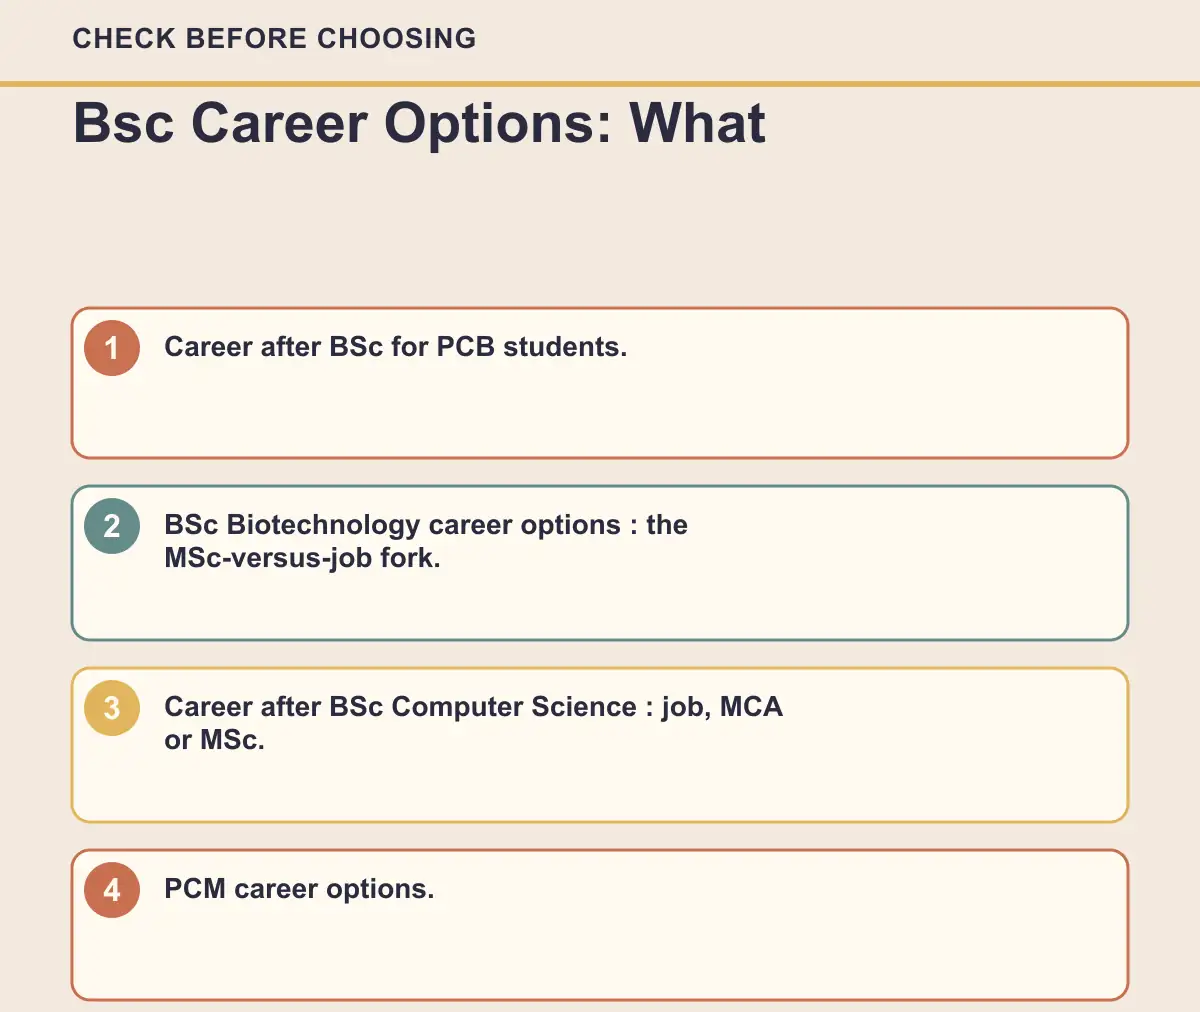 CHECK BEFORE CHOOSING
Bsc Career Options: What
1
Career after BSc for PCB students.
2
BSc Biotechnology career options : the
MSc-versus-job fork.
3
Career after BSc Computer Science : job, MCA
or MSc.
4
PCM career options.